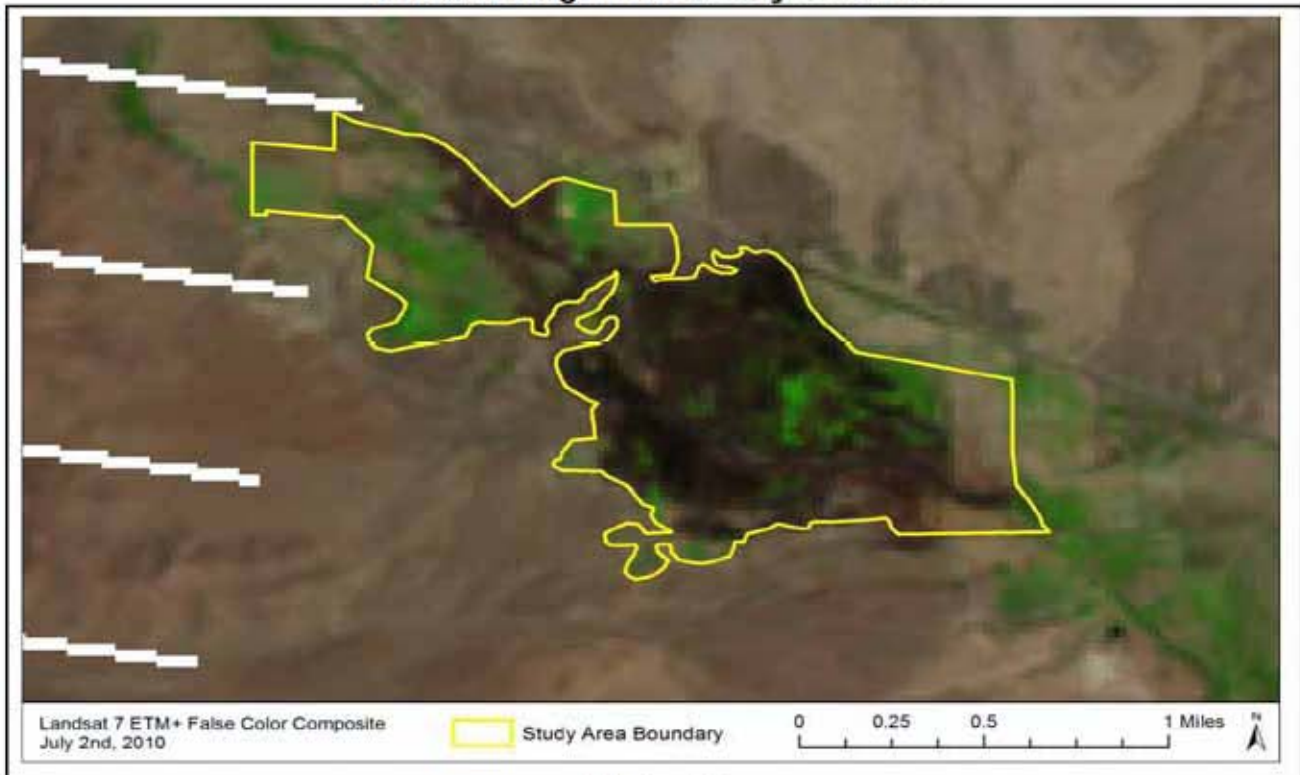 Landsat 7 ETM+ False Color Composite
July 2nd, 2010
Study Area Boundary
0 0.25 0.5 1 Miles
N